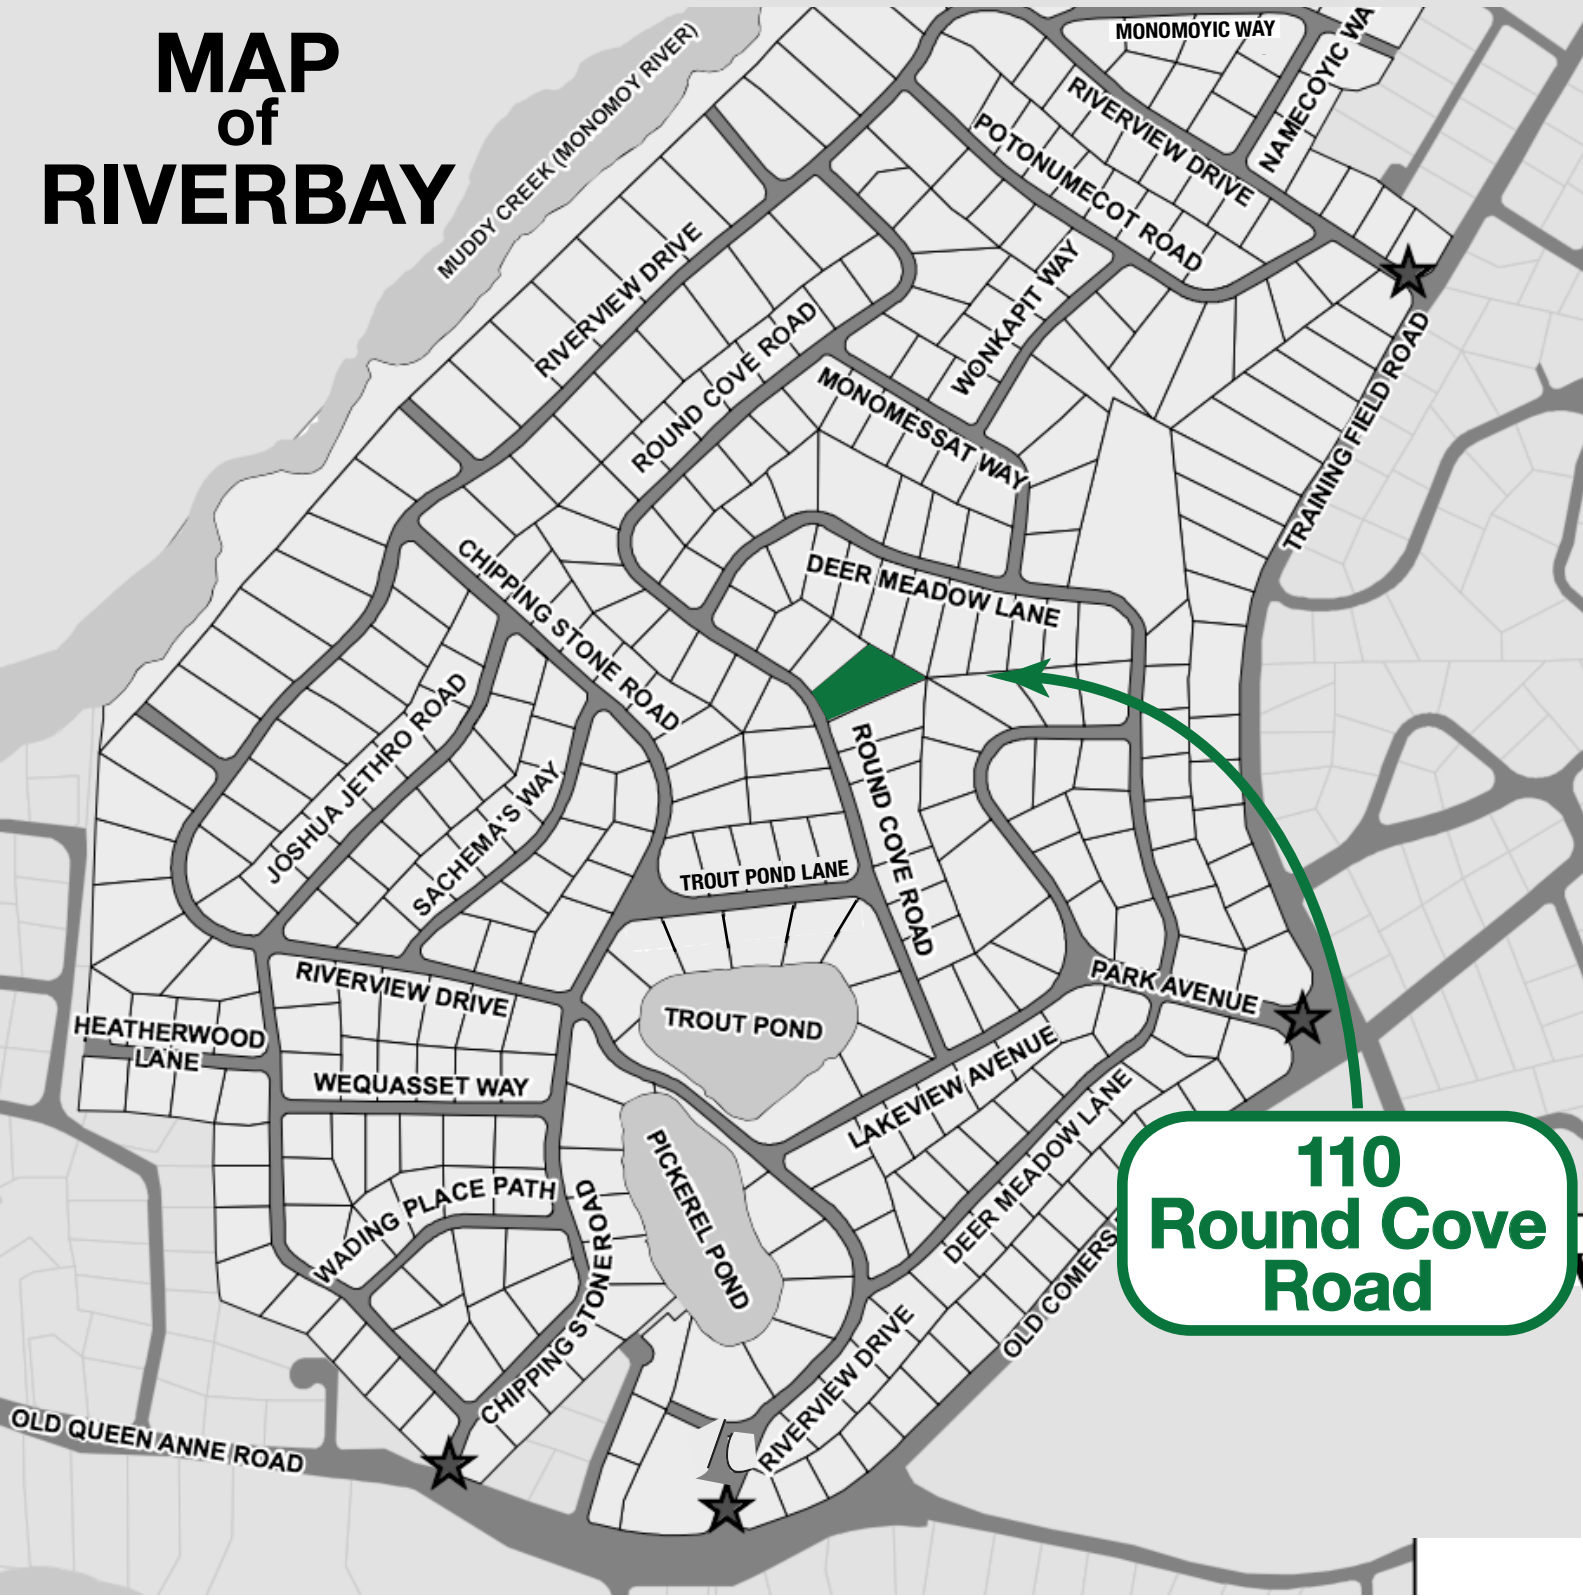 MAP
of
RIVERBAY
MUDDY CREEK (MONOMOY RIVER)
MONOMOYIC WAY
NAMECOYIC WA
RIVERVIEW DRIVE
POTONUMECOT ROAD
WONKAPIT WAY
RIVERVIEW DRIVE
ROUND COVE ROAD
MONOMESSAT WAY
TRAINING FIELD ROAD
CHIPPING STONE ROAD
DEER MEADOW LANE
JOSHUA JETHRO ROAD
SACHEMA'S WAY
ROUND COVE ROAD
TROUT POND LANE
PARK AVENUE
RIVERVIEW DRIVE
TROUT POND
HEATHERWOOD
LANE
WEQUASSET WAY
LAKEVIEW AVENUE
DEER MEADOW LANE
PICKEREL POND
WADING PLACE PATH
CHIPPING STONEROAD
OLD COMERS
RIVERVIEW DRIVE
OLD QUEEN ANNE ROAD
110
Round Cove
Road